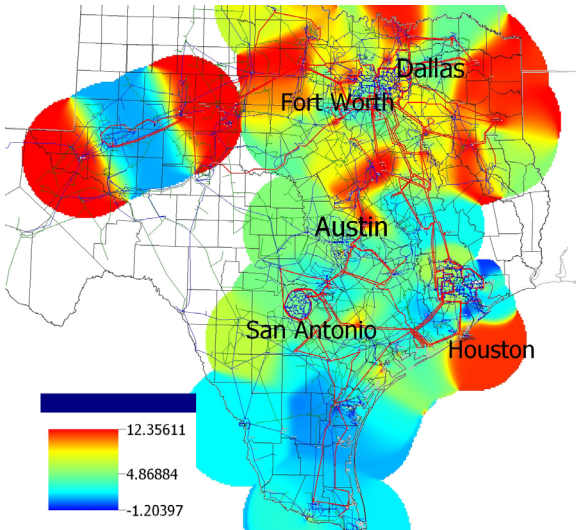 Dallas
Fort Worth
Austin
San Antonio
Houston
12.35611
4.86884
-1.20397